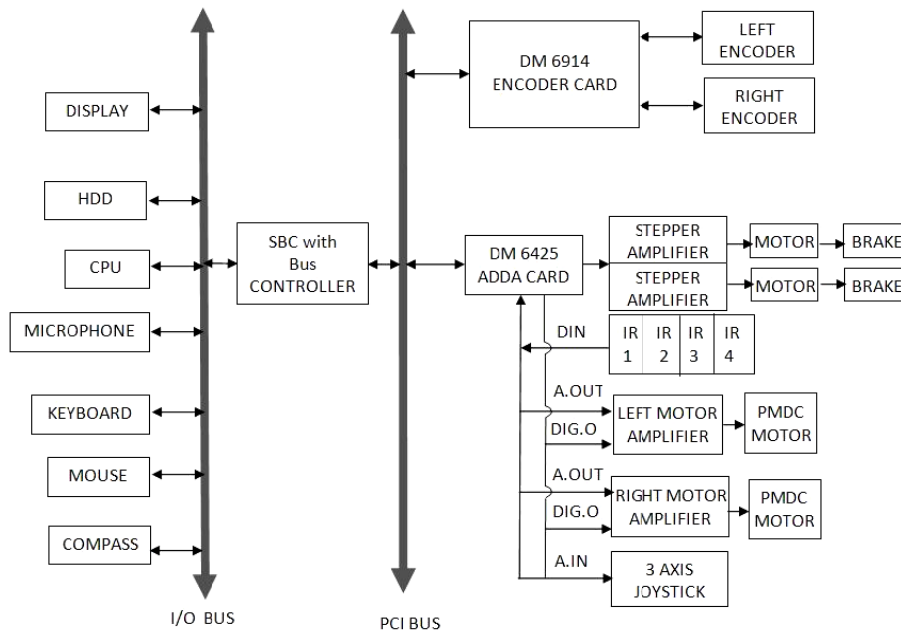 DISPLAY
HDD
CPU
MICROPHONE
KEYBOARD
MOUSE
COMPASS
I/O BUS
SBC with
Bus
CONTROLLER
PCI BUS
DM 6914
ENCODER CARD
LEFT
ENCODER
RIGHT
ENCODER
DM 6425
ADDA CARD
STEPPER
AMPLIFIER
MOTOR
BRAKE
STEPPER
AMPLIFIER
MOTOR
BRAKE
DIN
IR IR IR IR
1 2 3 4
A.OUT
DIG.O
LEFT MOTOR
AMPLIFIER
PMDC
MOTOR
A.OUT
DIG.O
RIGHT MOTOR
AMPLIFIER
PMDC
MOTOR
A.IN
3 AXIS
JOYSTICK